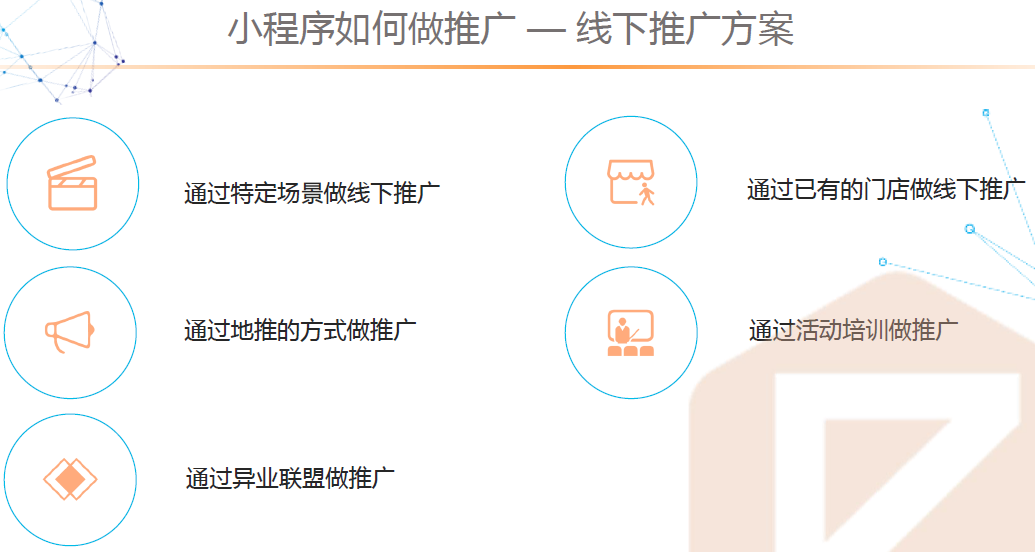 小程序如何做推广 — 线下推广方案
通过特定场景做线下推广
通过已有的门店做线下推广
通过地推的方式做推广
通过活动培训做推广
通过异业联盟做推广